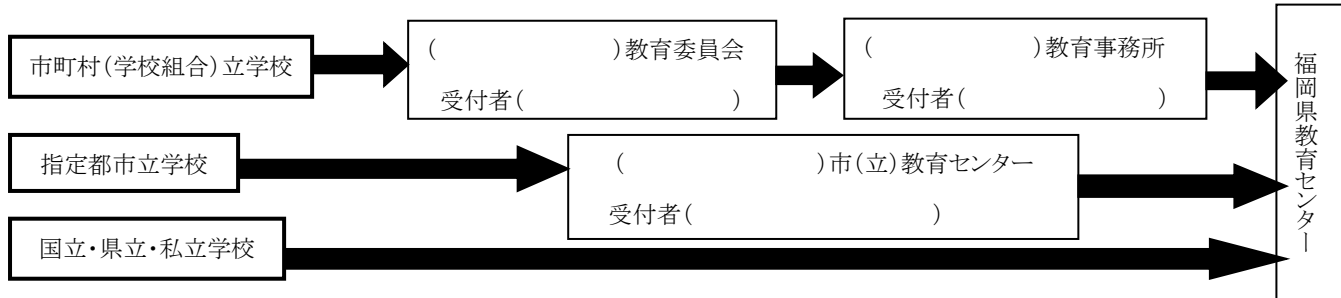 市町村(学校組合)立学校
(　　　　　　　　)教育委員会
受付者(　　　　　　　　)
(　　　　　　　)教育事務所
受付者(　　　　　　　)
指定都市立学校
(　　　　　　　　)市(立)教育センター
受付者(　　　　　　　　　)
国立・県立・私立学校
福岡県教育センター